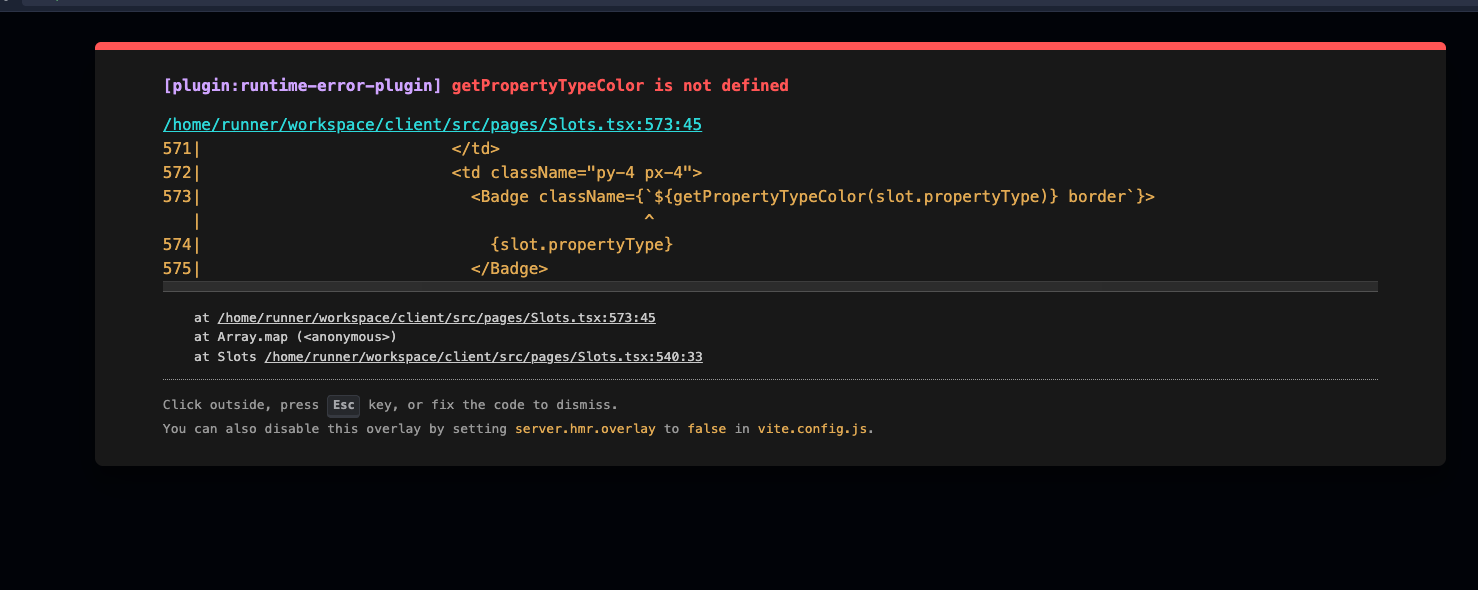 [plugin:runtime-error-plugin] getPropertyTypeColor is not defined
/home/runner/workspace/client/src/pages/Slots.tsx:573:45
571|                          </td>
572|                          <td className="py-4 px-4">
573|                            <Badge className={`${getPropertyTypeColor(slot.propertyType)} border`}>
   |                                              ^
574|                              {slot.propertyType}
575|                            </Badge>
at /home/runner/workspace/client/src/pages/Slots.tsx:573:45
at Array.map (<anonymous>)
at Slots /home/runner/workspace/client/src/pages/Slots.tsx:540:33
Click outside, press Esc key, or fix the code to dismiss.
You can also disable this overlay by setting server.hmr.overlay to false in vite.config.js.